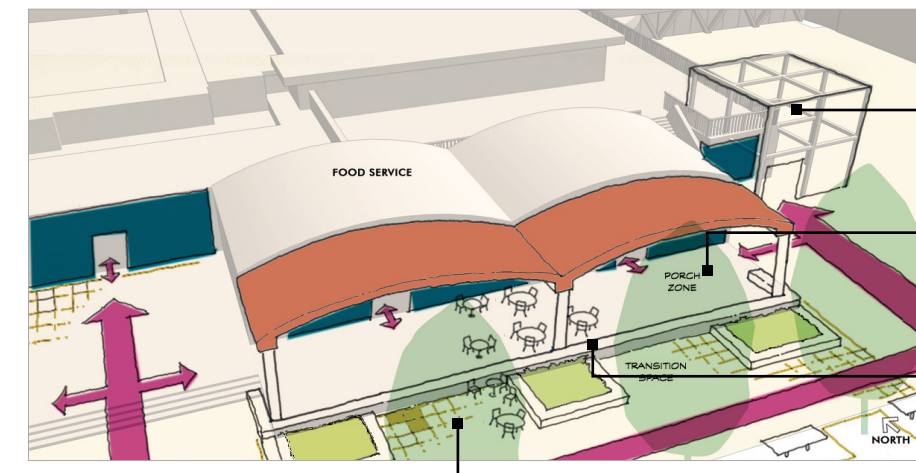 FOOD SERVICE
PORCH
ZONE
TRANSITION
SPACE
NORTH